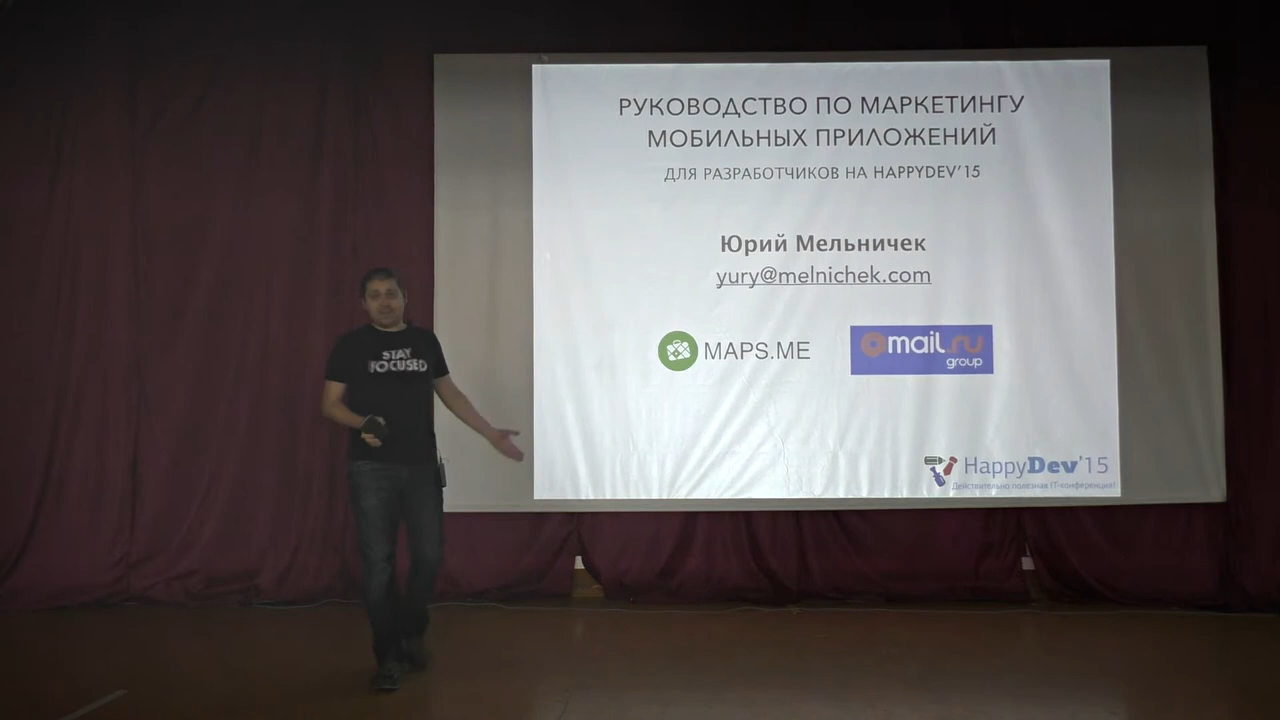 РУКОВОДСТВО ПО МАРКЕТИНГУ
МОБИЛЬНЫХ ПРИЛОЖЕНИЙ
ДЛЯ РАЗРАБОТЧИКОВ НА HAPPYDEV'15
Юрий Мельничек
yury@melnichek.com
MAPS.ME
@mail.ru
group
STAY
FOCUSED
HappyDev'15
Действительно полезная IT-конференция!